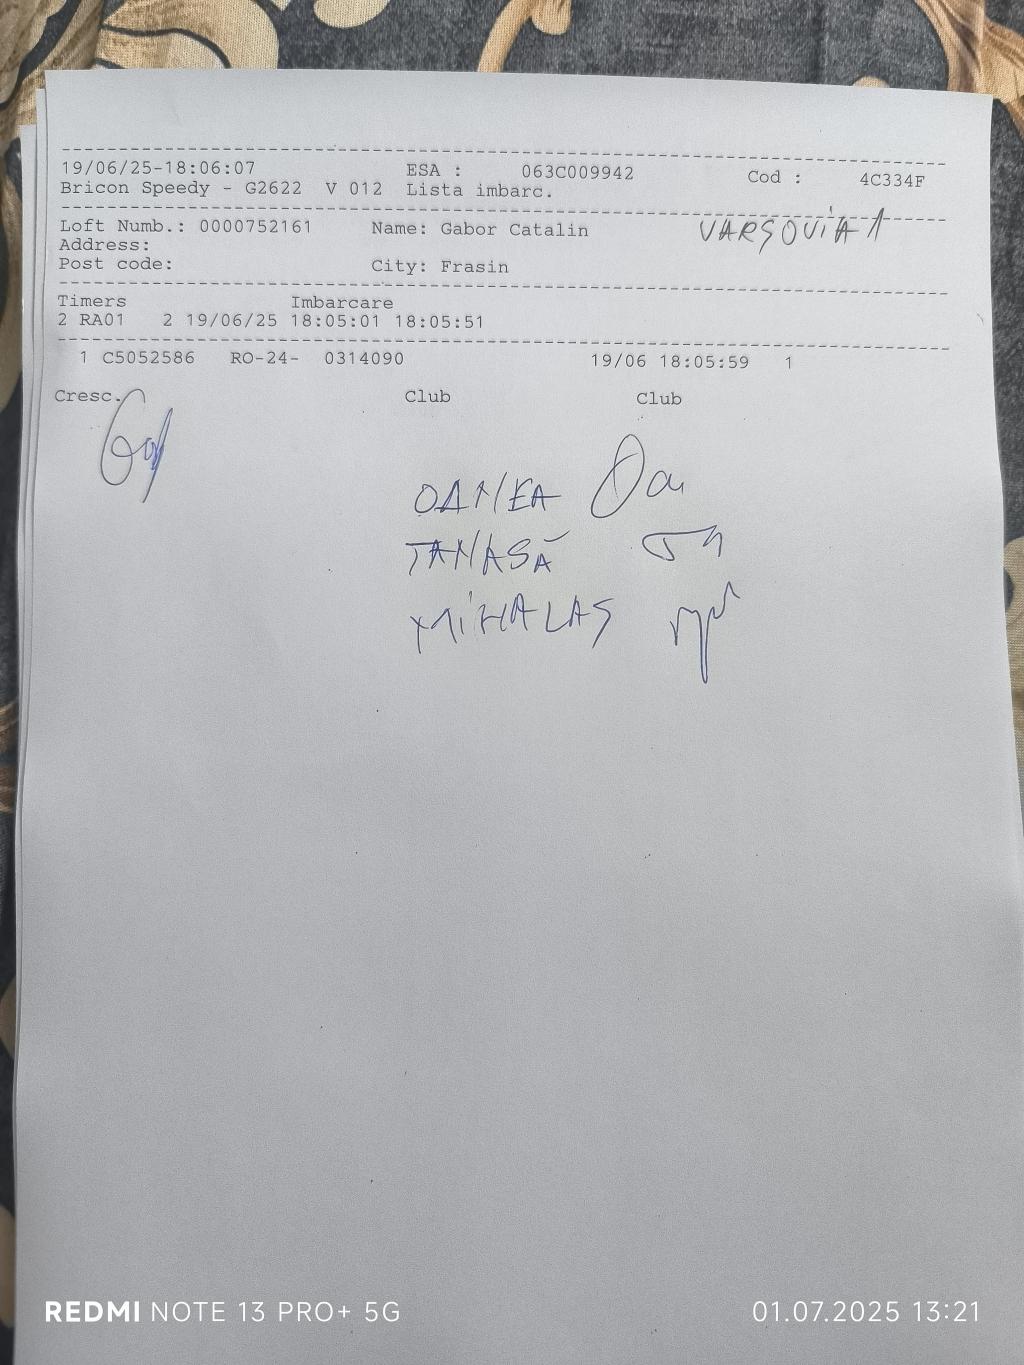 --------------------------------------------------------------------------------
19/06/25-18:06:07 ESA : 063C009942 Cod : 4C334F
Bricon Speedy - G2622 V 012 Lista imbarc.
--------------------------------------------------------------------------------
Loft Numb.: 0000752161 Name: Gabor Catalin VARȘOVIA 1
Address:
Post code: City: Frasin
--------------------------------------------------------------------------------
Timers Imbarcare
2 RA01 2 19/06/25 18:05:01 18:05:51
--------------------------------------------------------------------------------
1 C5052586 RO-24- 0314090 19/06 18:05:59 1
Cresc. Club Club
OANEA
TANASĂ
MIHALAȘ
REDMI NOTE 13 PRO+ 5G 01.07.2025 13:21